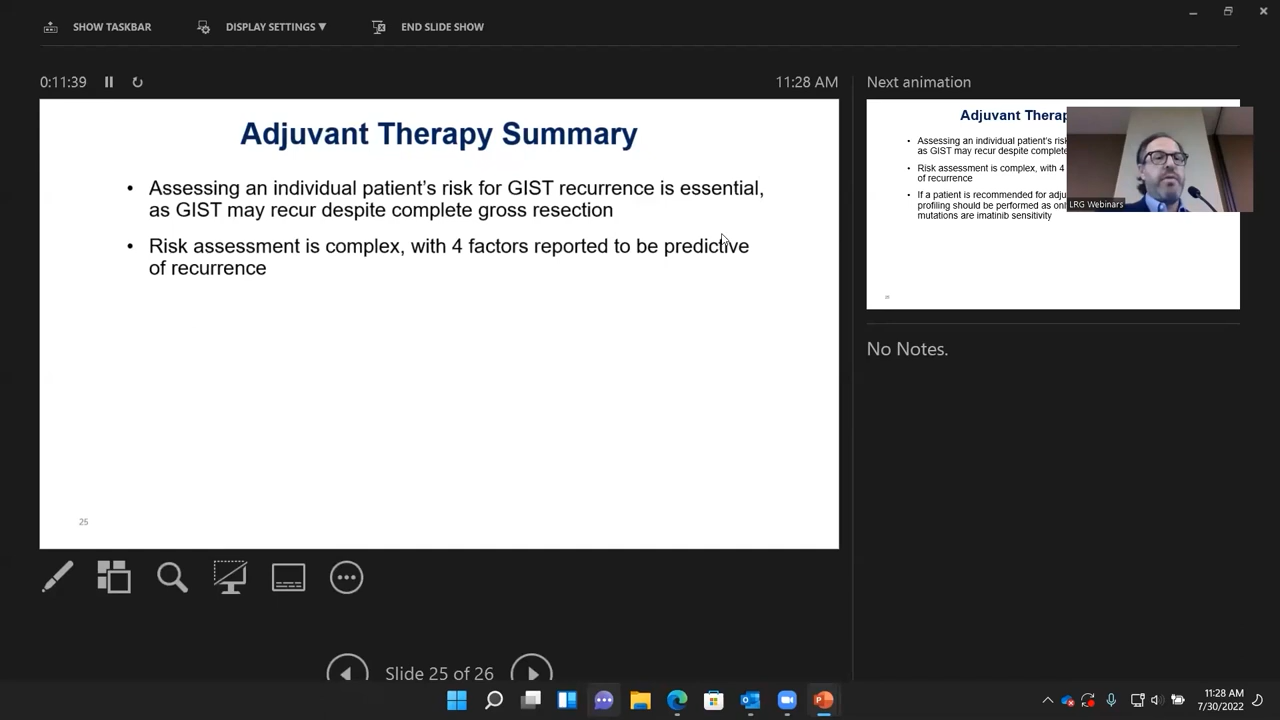 SHOW TASKBAR
DISPLAY SETTINGS ▼
END SLIDE SHOW
0:11:39
11:28 AM
Adjuvant Therapy Summary
• Assessing an individual patient's risk for GIST recurrence is essential,
as GIST may recur despite complete gross resection
• Risk assessment is complex, with 4 factors reported to be predictive
of recurrence
25
Next animation
Adjuvant
• Assessing an individual patient's
as GIST may recur despite complete
• Risk assessment is complex, with 4
of recurrence
• If a patient is recommended for
profiling should be performed as
mutations are imatinib sensitivity
LRG Webinars
No Notes.
Slide 25 of 26
11:28 AM
7/30/2022